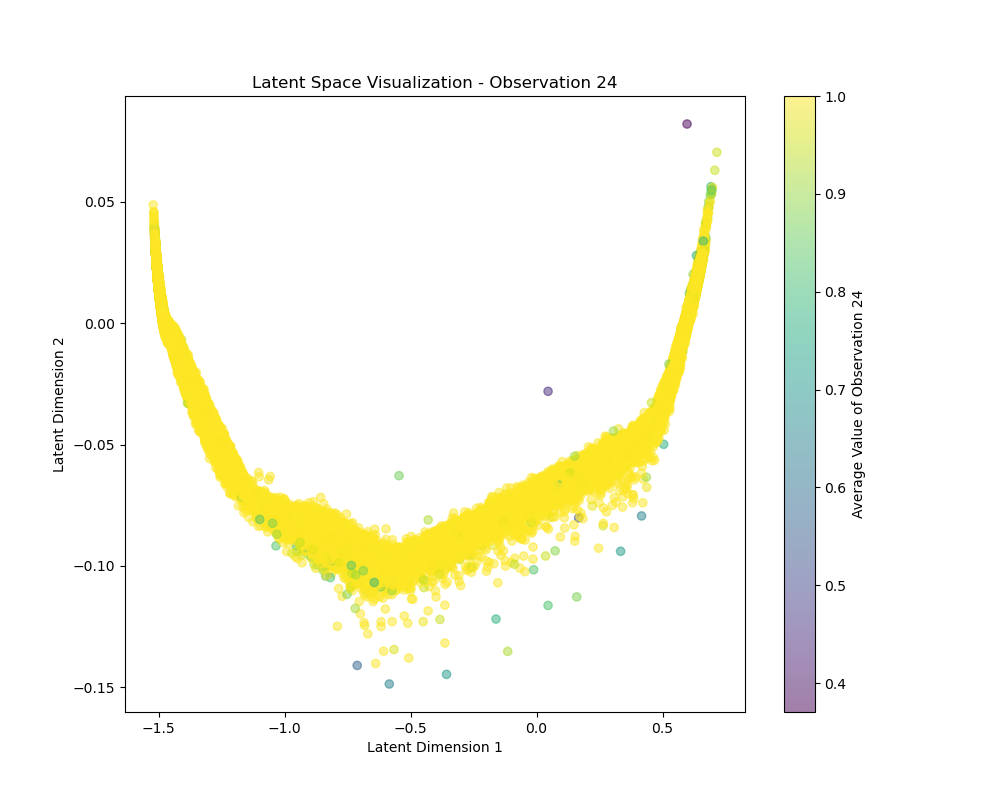 Latent Space Visualization - Observation 24
0.05
0.00
−0.05
−0.10
−0.15
Latent Dimension 2
−1.5 −1.0 −0.5 0.0 0.5
Latent Dimension 1
1.0
0.9
0.8
0.7
0.6
0.5
0.4
Average Value of Observation 24